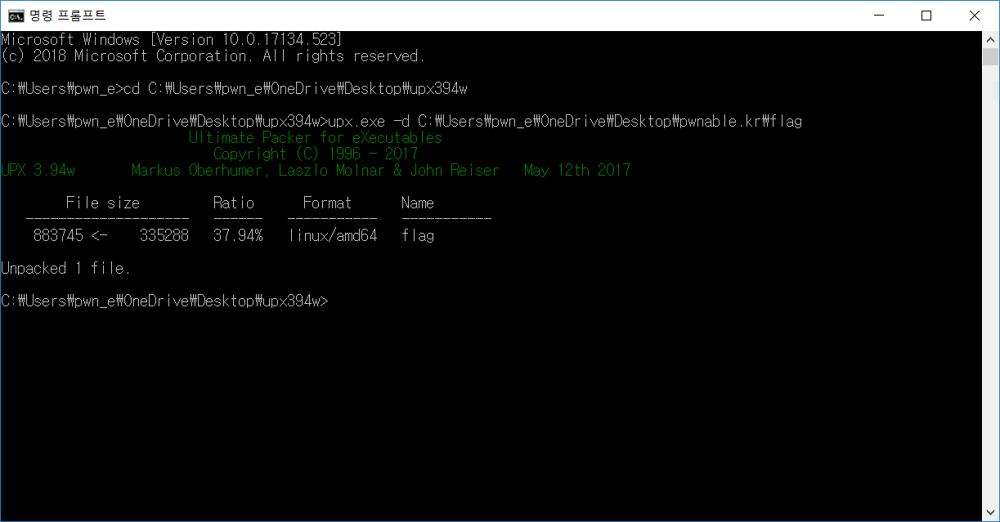 명령 프롬프트
Microsoft Windows [Version 10.0.17134.523]
(c) 2018 Microsoft Corporation. All rights reserved.
C:₩Users₩pwn_e>cd C:₩Users₩pwn_e₩OneDrive₩Desktop₩upx394w
C:₩Users₩pwn_e₩OneDrive₩Desktop₩upx394w>upx.exe -d C:₩Users₩pwn_e₩OneDrive₩Desktop₩pwnable.kr₩flag
Ultimate Packer for eXecutables
Copyright (C) 1996 - 2017
UPX 3.94w Markus Oberhumer, Laszlo Molnar & John Reiser May 12th 2017
File size Ratio Format Name
-------------------- ------ ----------- -----------
883745 <- 335288 37.94% linux/amd64 flag
Unpacked 1 file.
C:₩Users₩pwn_e₩OneDrive₩Desktop₩upx394w>